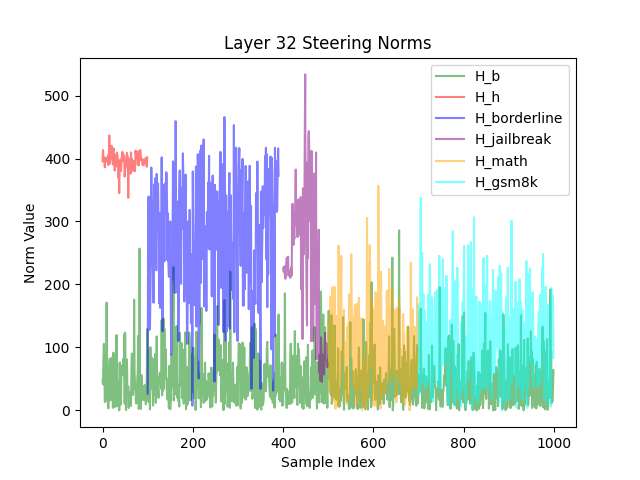 Layer 32 Steering Norms
H_b
H_h
H_borderline
H_jailbreak
H_math
H_gsm8k
Norm Value
500
400
300
200
100
0
0 200 400 600 800 1000
Sample Index